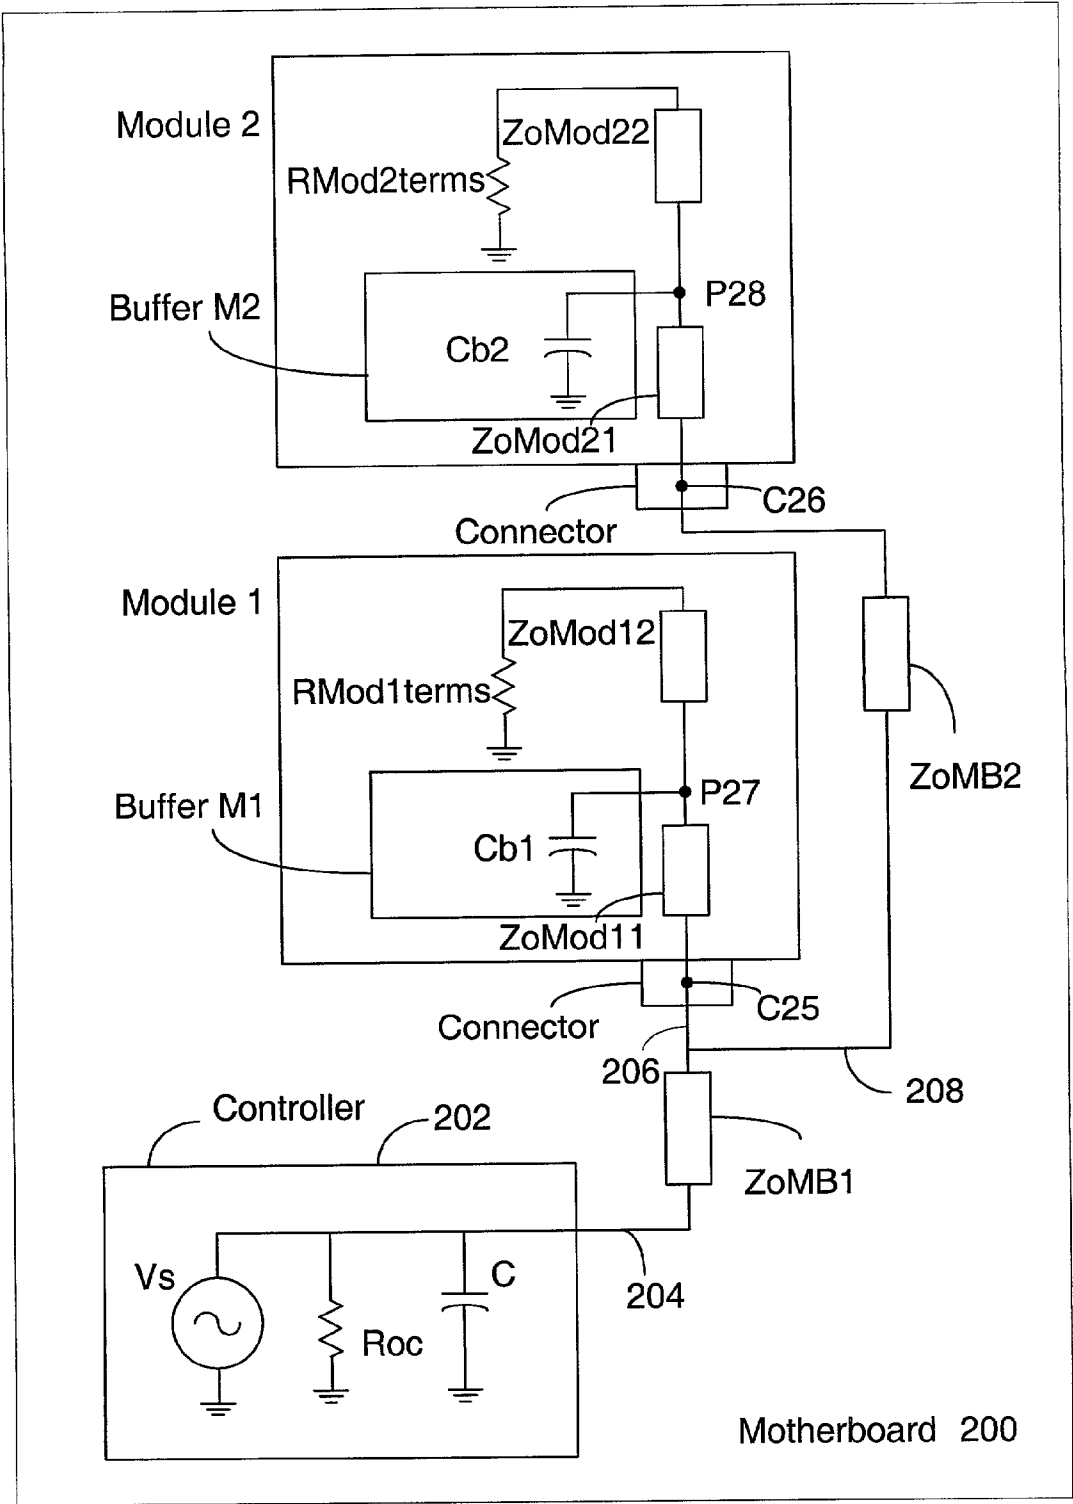 Module 2
ZoMod22
RMod2terms
P28
Buffer M2
Cb2
ZoMod21
C26
Connector
Module 1
ZoMod12
RMod1terms
ZoMB2
P27
Buffer M1
Cb1
ZoMod11
C25
Connector
206
208
Controller
202
ZoMB1
Vs
C
204
Roc
Motherboard 200